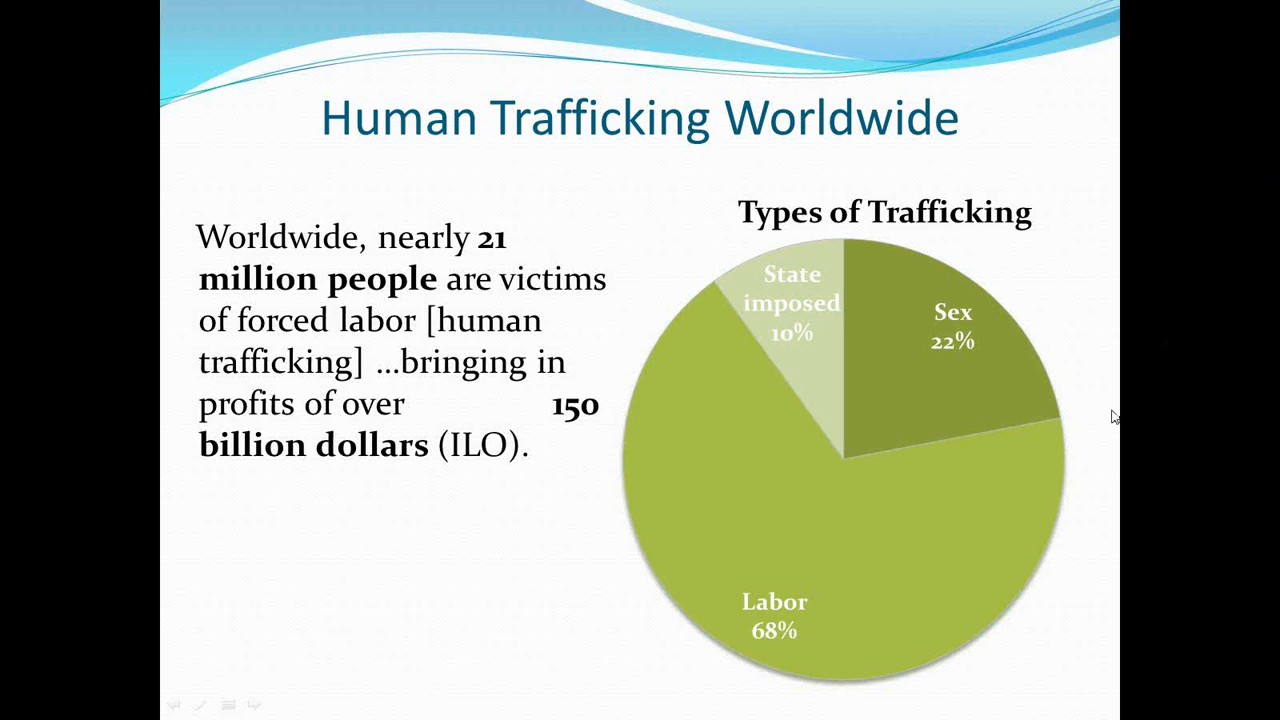 Human Trafficking Worldwide
Worldwide, nearly 21
million people are victims
of forced labor [human
trafficking] ...bringing in
profits of over 150
billion dollars (ILO).
Types of Trafficking
State
imposed
10%
Sex
22%
Labor
68%